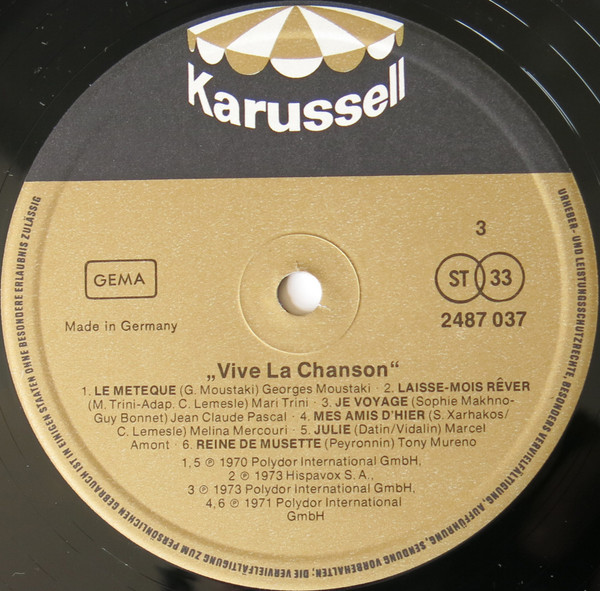 Karussell
3
GEMA
ST 33
Made in Germany
2487 037
„Vive La Chanson“
1. LE METEQUE (G. Moustaki) Georges Moustaki · 2. LAISSE-MOIS RÊVER
(M. Trini-Adap. C. Lemesle) Mari Trini · 3. JE VOYAGE (Sophie Makhno-
Guy Bonnet) Jean Claude Pascal · 4. MES AMIS D'HIER (S. Xarhakos/
C. Lemesle) Melina Mercouri · 5. JULIE (Datin/Vidalin) Marcel
Amont · 6. REINE DE MUSETTE (Peyronnin) Tony Mureno
1, 5 ℗ 1970 Polydor International GmbH,
2 ℗ 1973 Hispavox S. A.,
3 ℗ 1973 Polydor International GmbH,
4, 6 ℗ 1971 Polydor International
GmbH
URHEBER- UND LEISTUNGSSCHUTZRECHTE, BESONDERS VERVIELFÄLTIGUNG, AUFFÜHRUNG, SENDUNG VORBEHALTEN; DIE VERVIELFÄLTIGUNG ZUM PERSÖNLICHEN GEBRAUCH IST IN EINIGEN STAATEN OHNE BESONDERE ERLAUBNIS ZULÄSSIG